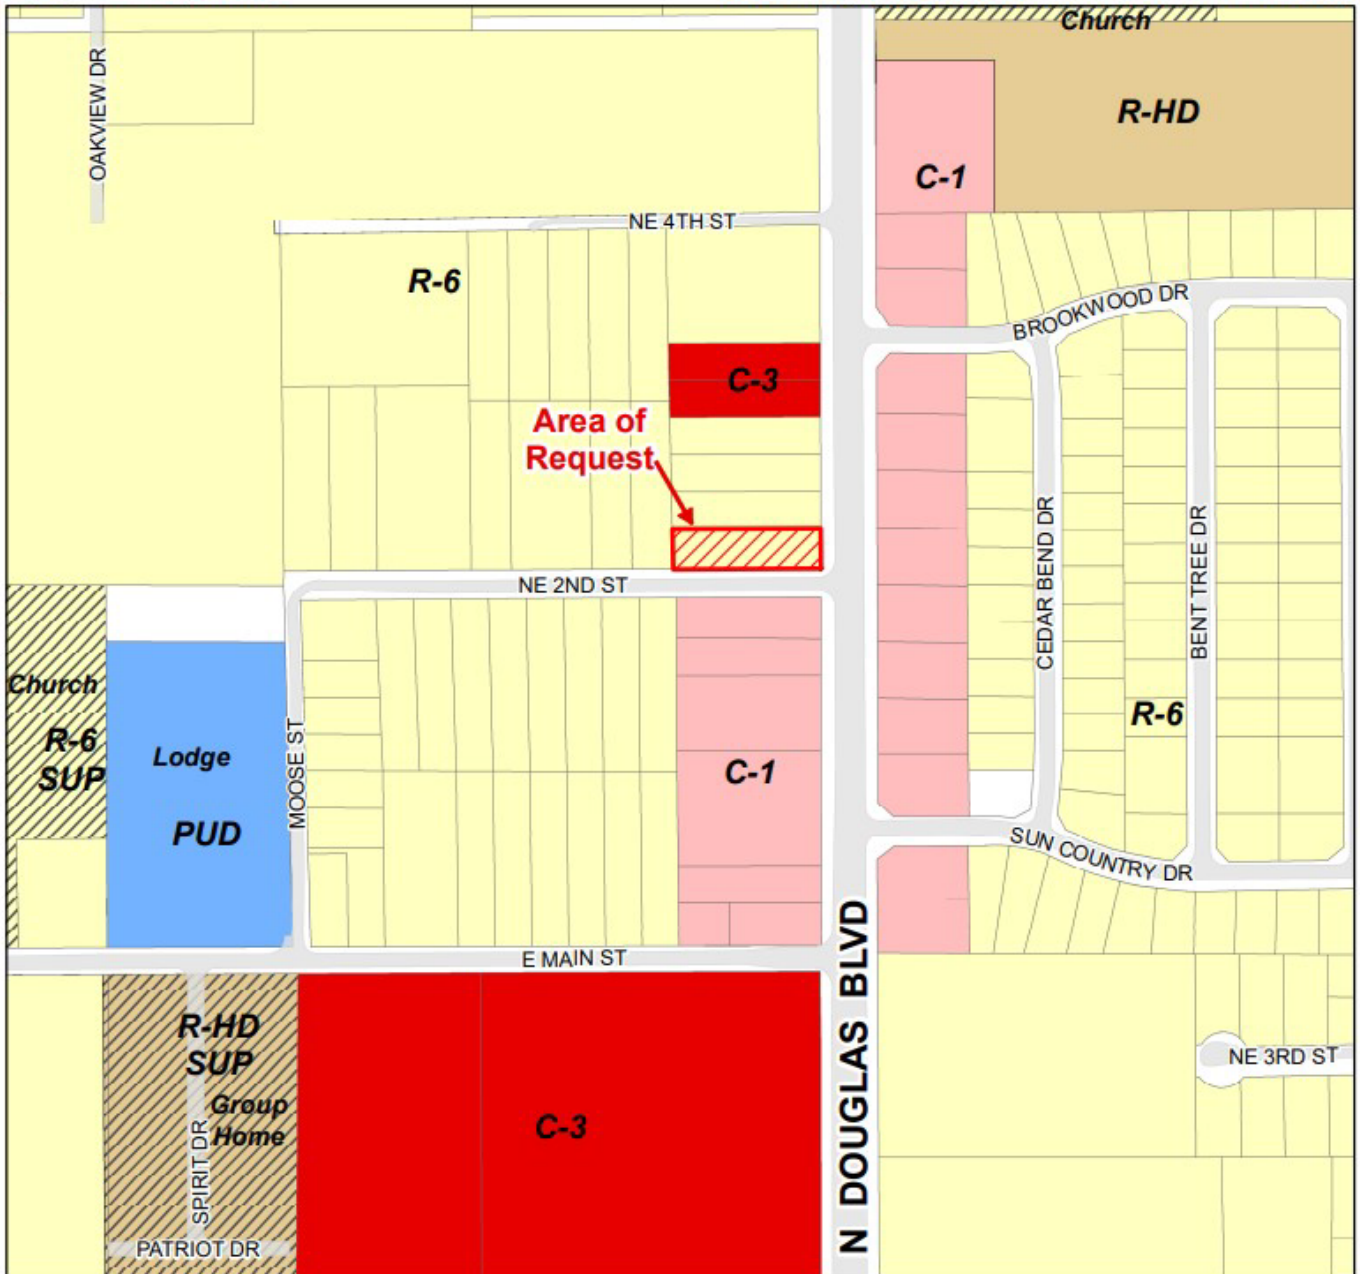 Church
OAKVIEW DR
R-HD
C-1
NE 4TH ST
R-6
BROOKWOOD DR
C-3
Area of
Request
CEDAR BEND DR
BENT TREE DR
NE 2ND ST
Church
R-6
SUP
Lodge
PUD
MOOSE ST
C-1
R-6
SUN COUNTRY DR
E MAIN ST
N DOUGLAS BLVD
R-HD
SUP
Group
Home
SPIRIT DR
PATRIOT DR
C-3
NE 3RD ST